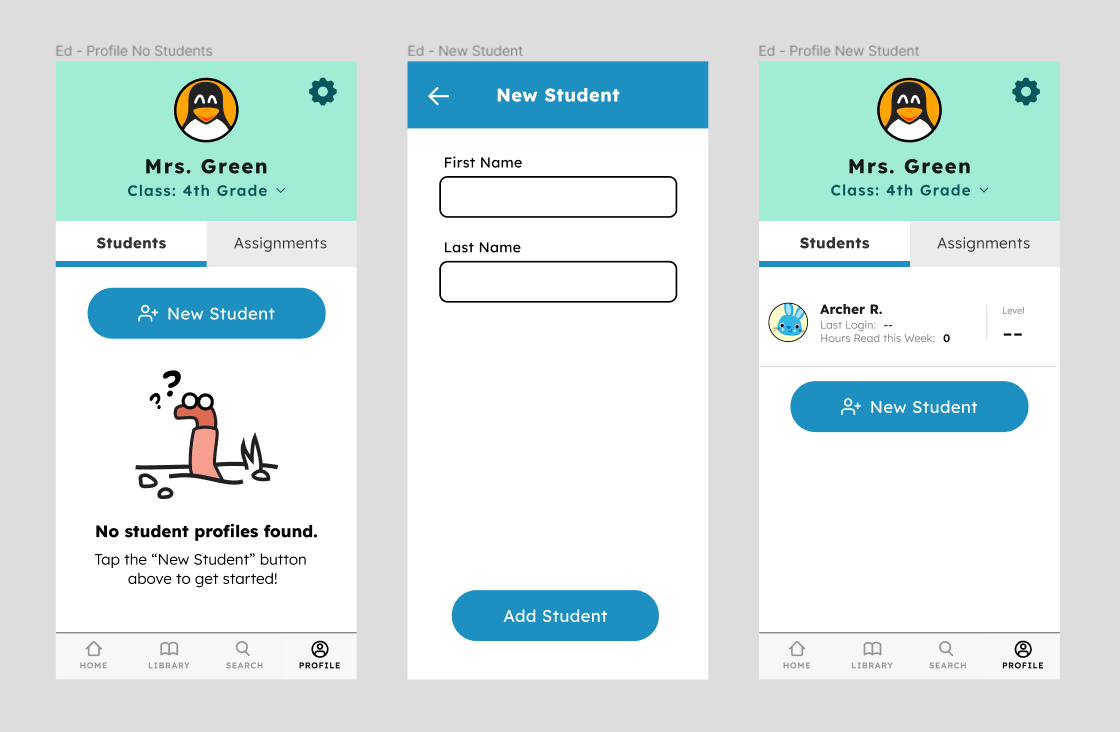 Ed - Profile No Students
Mrs. Green
Class: 4th Grade
Students
Assignments
New Student
? ?
No student profiles found.
Tap the “New Student” button
above to get started!
HOME
LIBRARY
SEARCH
PROFILE
Ed - New Student
New Student
First Name
Last Name
Add Student
Ed - Profile New Student
Mrs. Green
Class: 4th Grade
Students
Assignments
Archer R.
Last Login: --
Hours Read this Week: 0
Level
--
New Student
HOME
LIBRARY
SEARCH
PROFILE